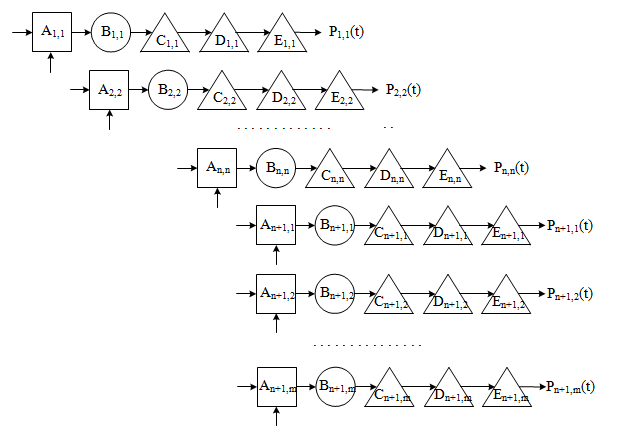 A1,1 B1,1 C1,1 D1,1 E1,1 P1,1(t)
A2,2 B2,2 C2,2 D2,2 E2,2 P2,2(t)
. . . . . . . . . . . . . . .
An,n Bn,n Cn,n Dn,n En,n Pn,n(t)
An+1,1 Bn+1,1 Cn+1,1 Dn+1,1 En+1,1 Pn+1,1(t)
An+1,2 Bn+1,2 Cn+1,2 Dn+1,2 En+1,2 Pn+1,2(t)
. . . . . . . . . . . . . . . .
An+1,m Bn+1,m Cn+1,m Dn+1,m En+1,m Pn+1,m(t)